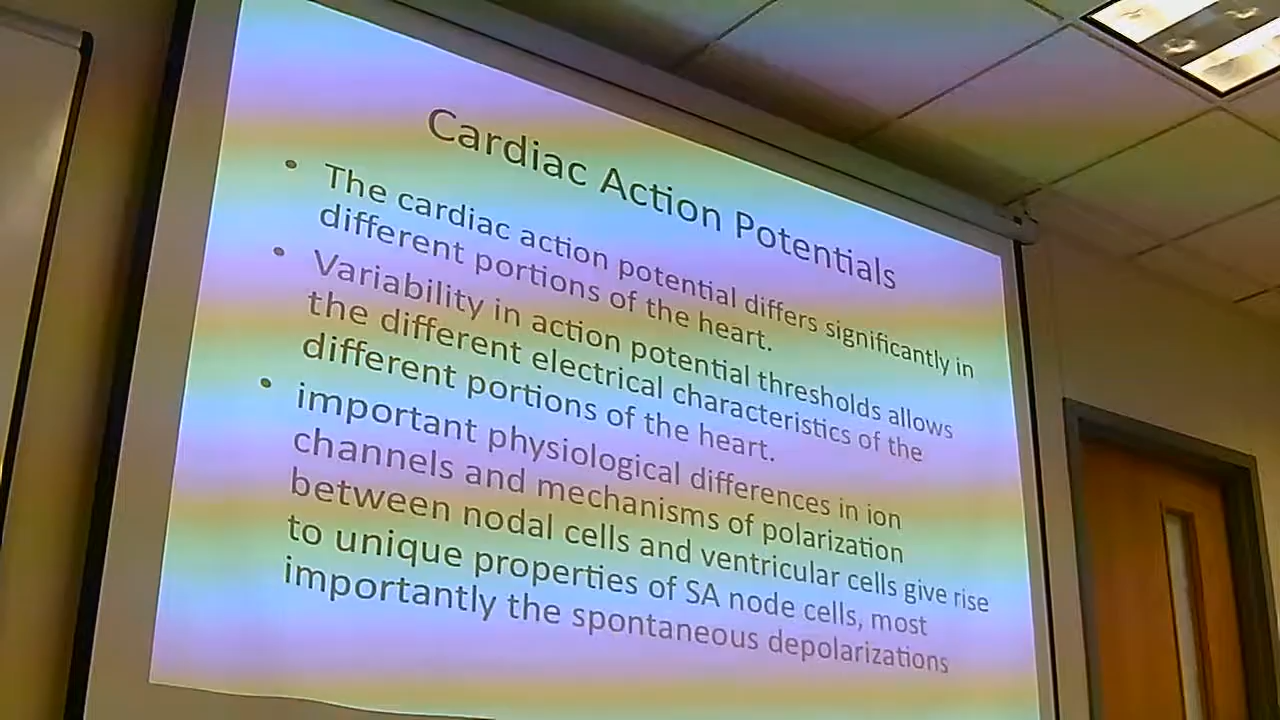 Cardiac Action Potentials
• The cardiac action potential differs significantly in
different portions of the heart.
• Variability in action potential thresholds allows
the different electrical characteristics of the
different portions of the heart.
• important physiological differences in ion
channels and mechanisms of polarization
between nodal cells and ventricular cells give rise
to unique properties of SA node cells, most
importantly the spontaneous depolarizations